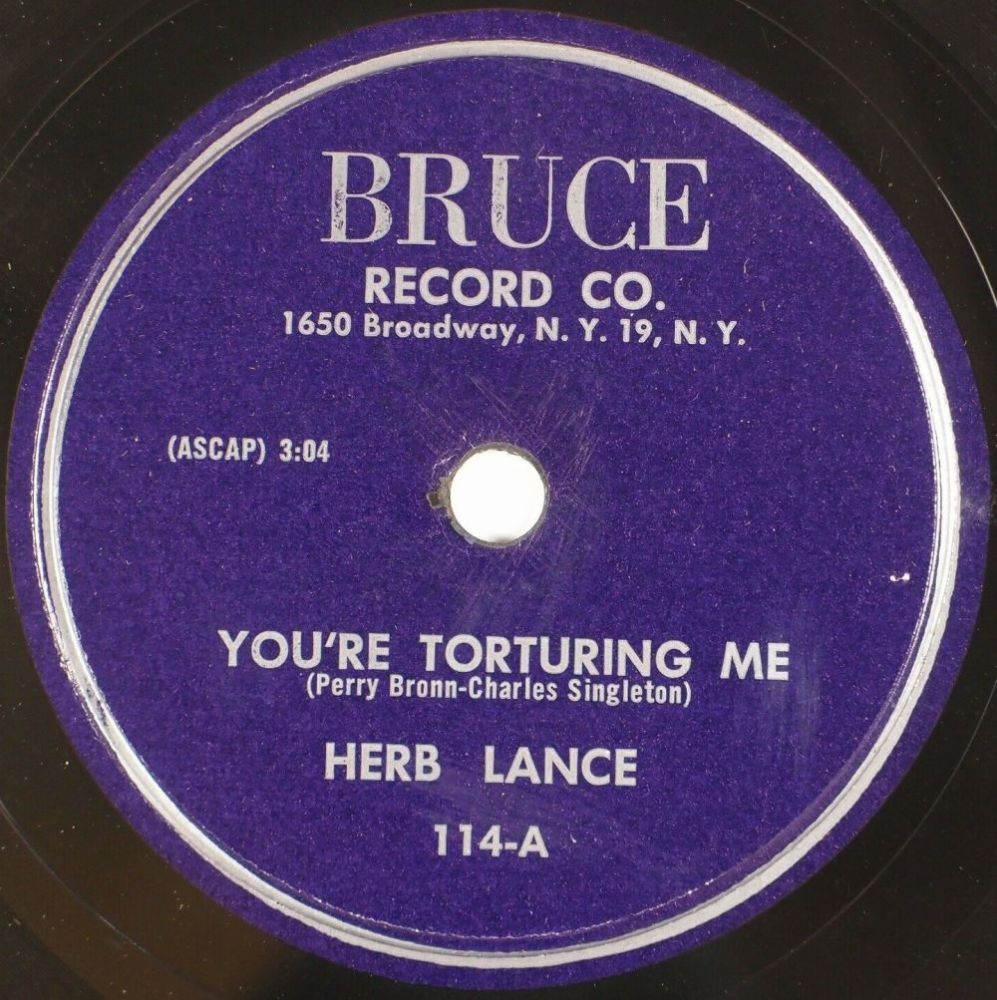 BRUCE
RECORD CO.
1650 Broadway, N. Y. 19, N. Y.
(ASCAP) 3:04
YOU'RE TORTURING ME
(Perry Bronn-Charles Singleton)
HERB LANCE
114-A